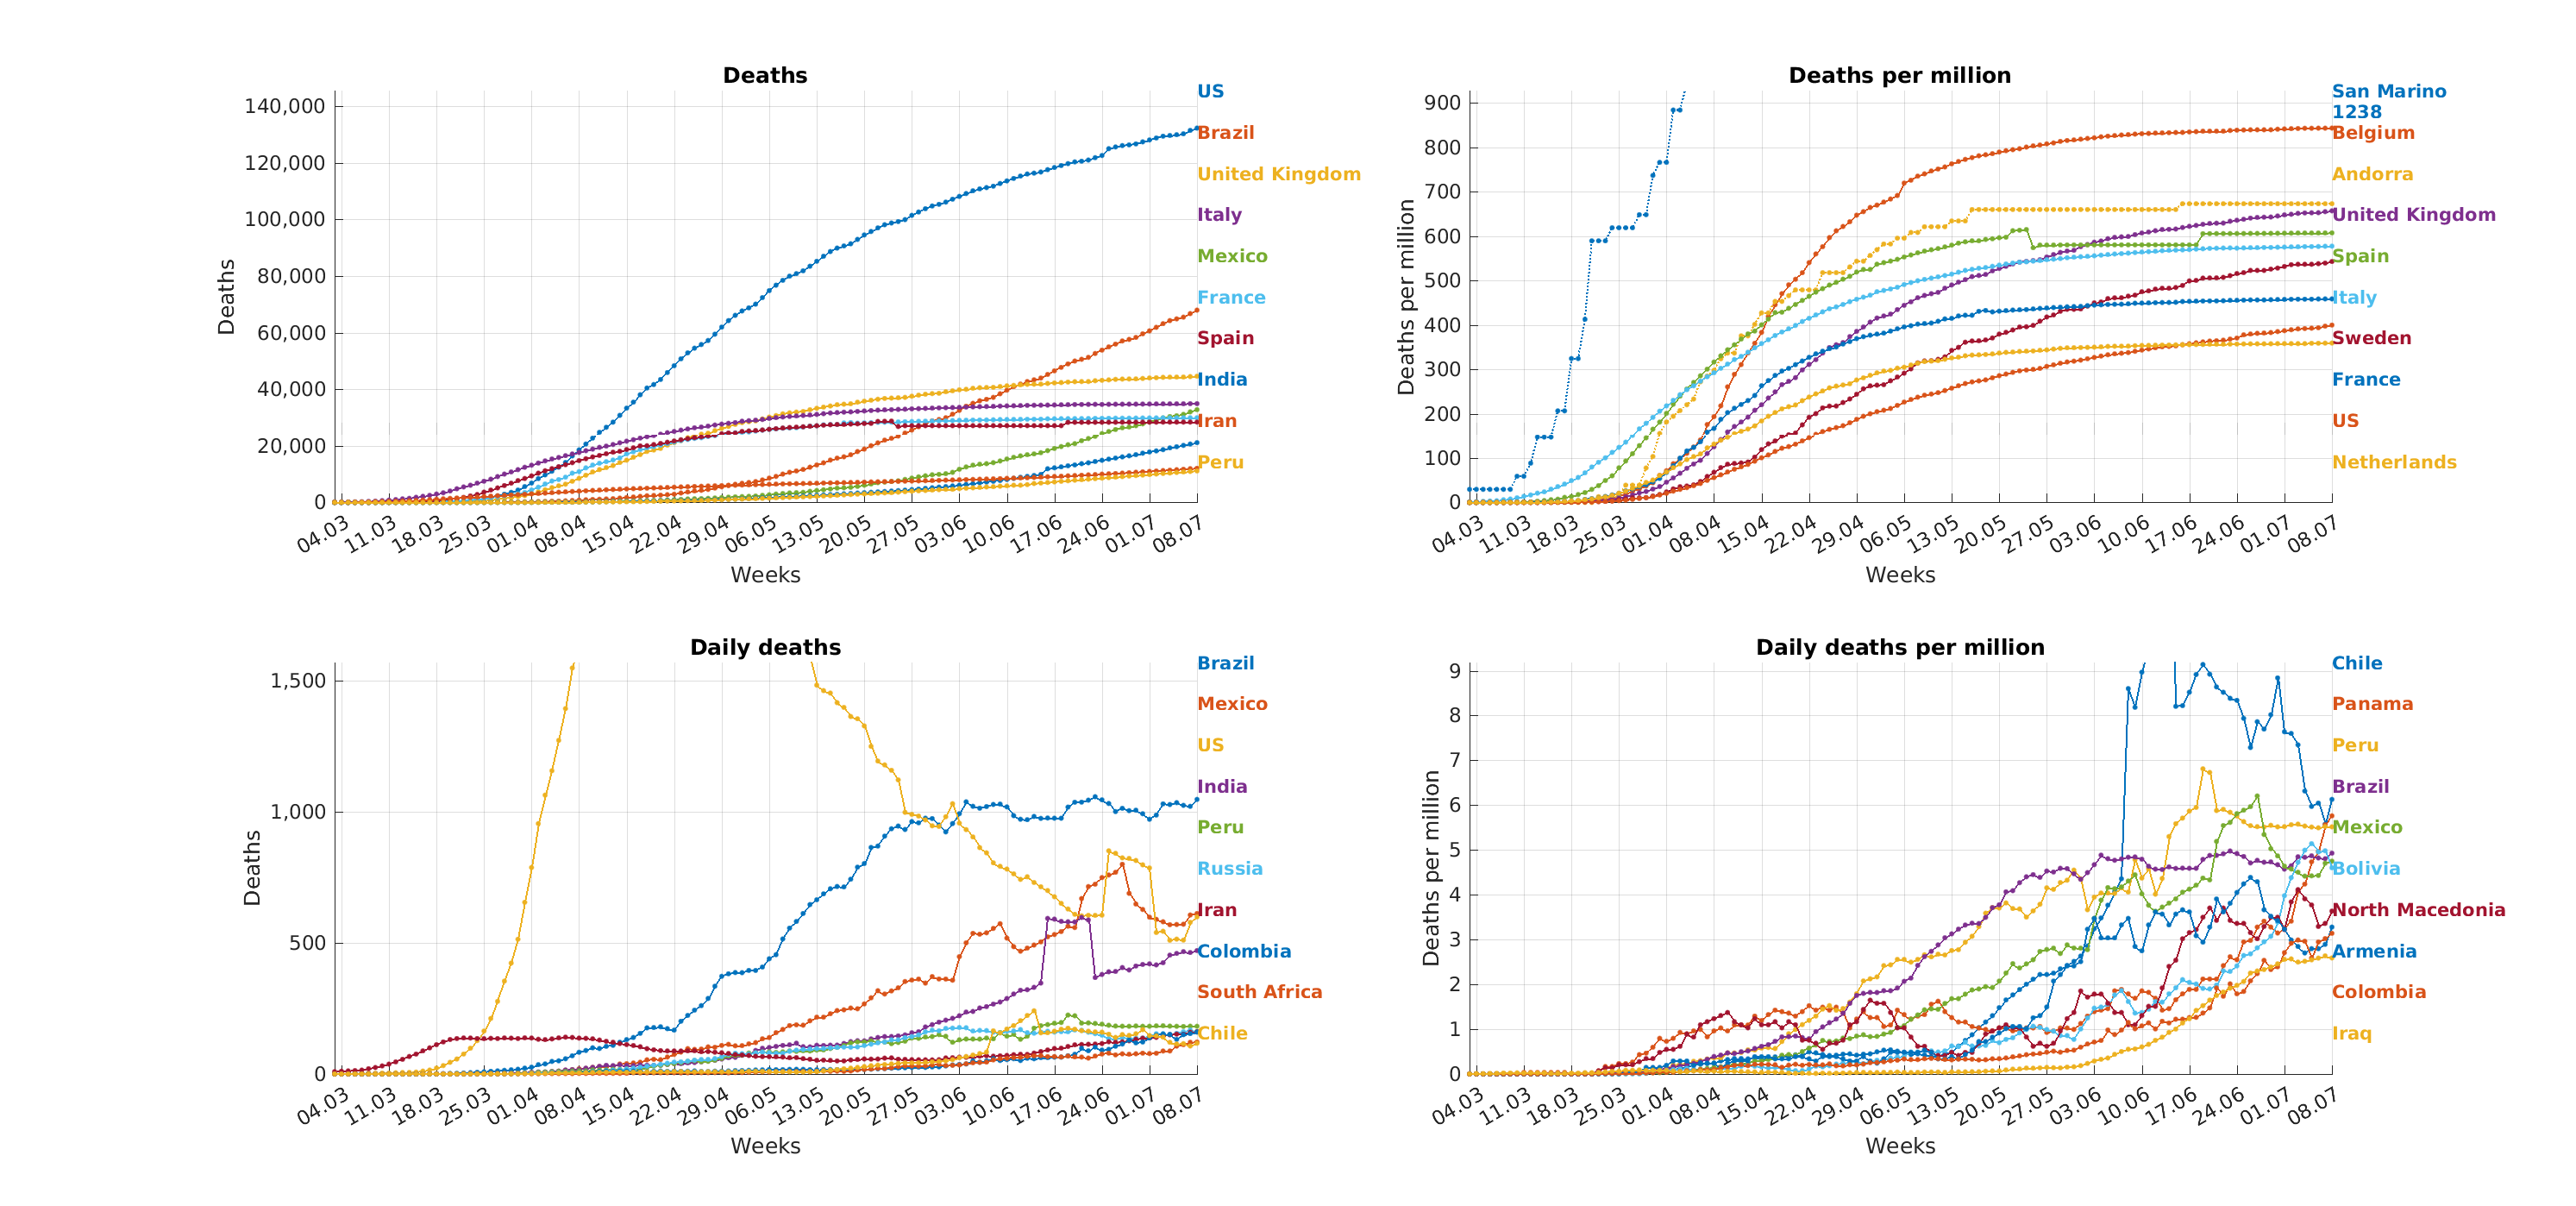 Deaths
140,000
120,000
100,000
80,000
60,000
40,000
20,000
0
Deaths
04.03
11.03
18.03
25.03
01.04
08.04
15.04
22.04
29.04
06.05
13.05
20.05
27.05
03.06
10.06
17.06
24.06
01.07
08.07
Weeks
US
Brazil
United Kingdom
Italy
Mexico
France
Spain
India
Iran
Peru
Deaths per million
900
800
700
600
500
400
300
200
100
0
Deaths per million
04.03
11.03
18.03
25.03
01.04
08.04
15.04
22.04
29.04
06.05
13.05
20.05
27.05
03.06
10.06
17.06
24.06
01.07
08.07
Weeks
San Marino
1238
Belgium
Andorra
United Kingdom
Spain
Italy
Sweden
France
US
Netherlands
Daily deaths
1,500
1,000
500
0
Deaths
04.03
11.03
18.03
25.03
01.04
08.04
15.04
22.04
29.04
06.05
13.05
20.05
27.05
03.06
10.06
17.06
24.06
01.07
08.07
Weeks
Brazil
Mexico
US
India
Peru
Russia
Iran
Colombia
South Africa
Chile
Daily deaths per million
9
8
7
6
5
4
3
2
1
0
Deaths per million
04.03
11.03
18.03
25.03
01.04
08.04
15.04
22.04
29.04
06.05
13.05
20.05
27.05
03.06
10.06
17.06
24.06
01.07
08.07
Weeks
Chile
Panama
Peru
Brazil
Mexico
Bolivia
North Macedonia
Armenia
Colombia
Iraq